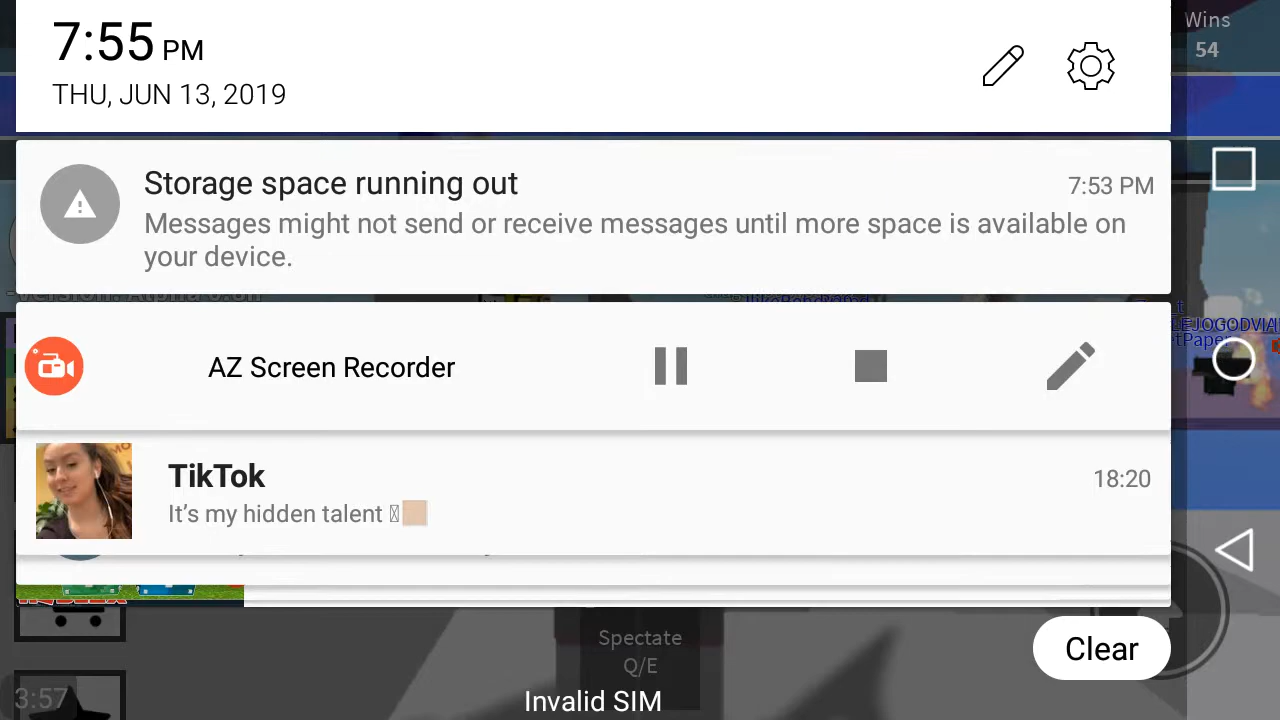 7:55 PM
THU, JUN 13, 2019
Wins
54
Storage space running out
7:53 PM
Messages might not send or receive messages until more space is available on
your device.
AZ Screen Recorder
TikTok
18:20
It's my hidden talent
Spectate
Q/E
Clear
3:57
Invalid SIM